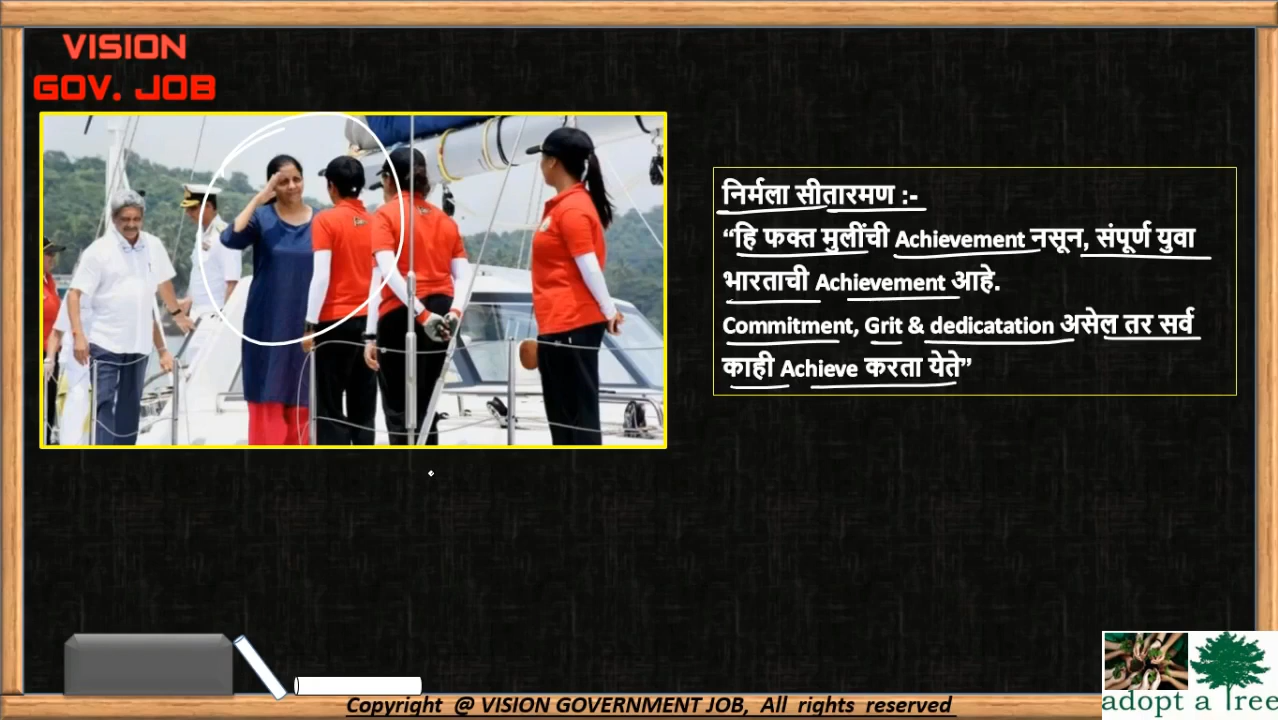 VISION
GOV. JOB
निर्मला सीतारमण :-
“हि फक्त मुलींची Achievement नसून, संपूर्ण युवा
भारताची Achievement आहे.
Commitment, Grit & dedicatation असेल तर सर्व
काही Achieve करता येते”
adopt a Tree
Copyright @ VISION GOVERNMENT JOB, All rights reserved